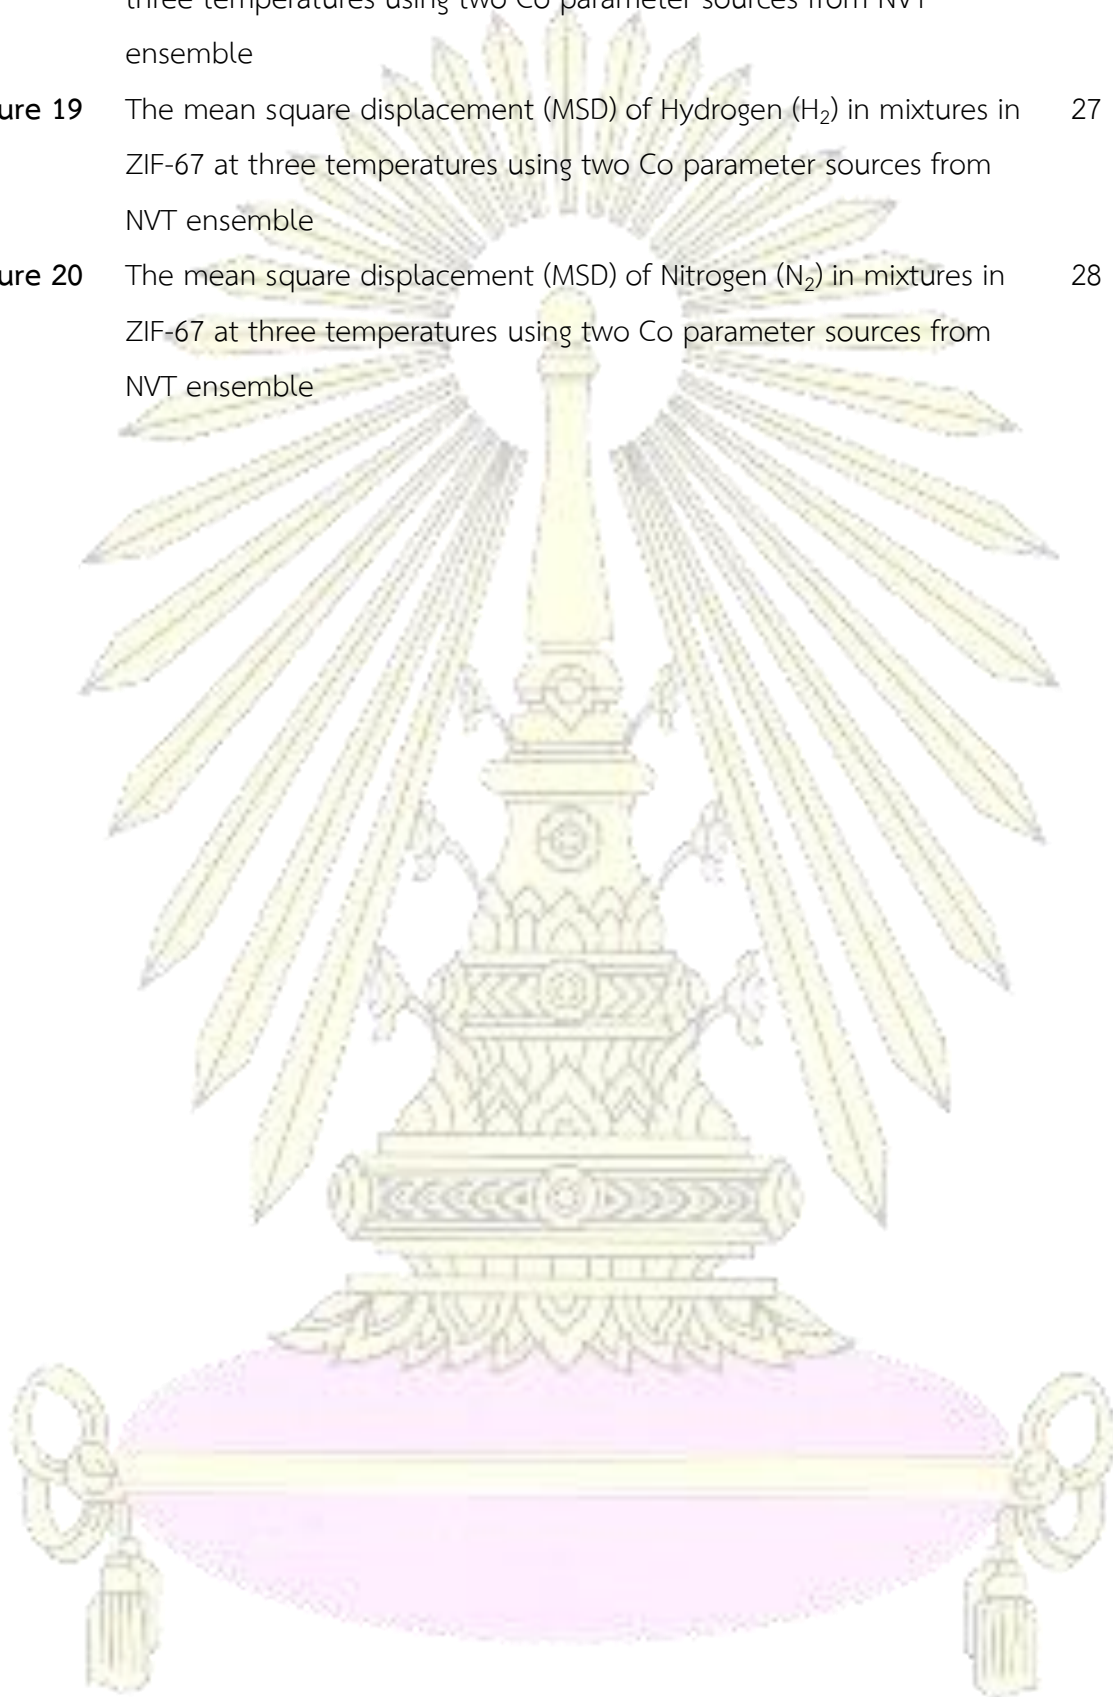 three temperatures using two Co parameter sources from NVT
ensemble
ure 19 The mean square displacement (MSD) of Hydrogen (H₂) in mixtures in 27
ZIF-67 at three temperatures using two Co parameter sources from
NVT ensemble
ure 20 The mean square displacement (MSD) of Nitrogen (N₂) in mixtures in 28
ZIF-67 at three temperatures using two Co parameter sources from
NVT ensemble